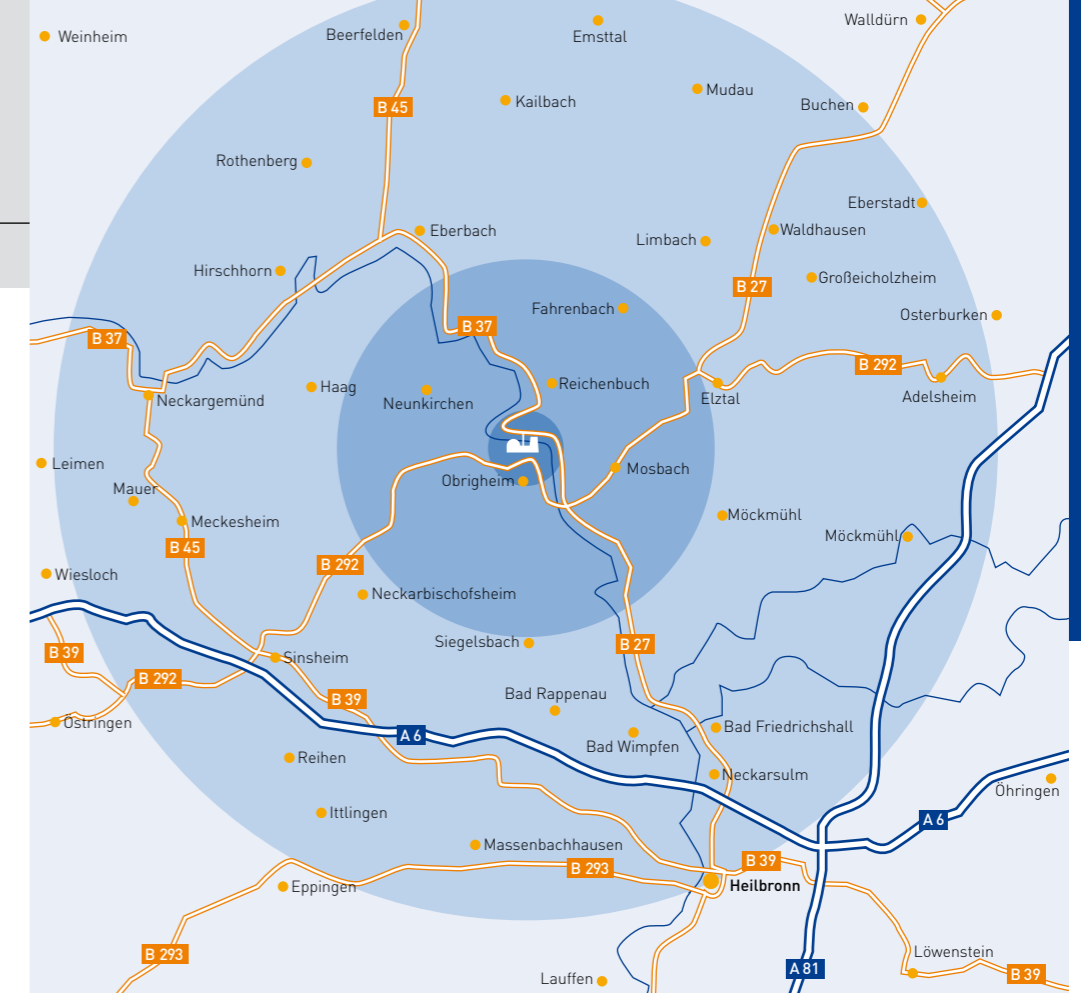 Walldürn
Beerfelden
Weinheim
Emsttal
Mudau
Kailbach
Buchen
B 45
Rothenberg
Eberstadt
Eberbach
Waldhausen
Limbach
Hirschhorn
Großeicholzheim
B 27
Fahrenbach
Osterburken
B 37
B 37
B 292
Reichenbuch
Haag
Neckargemünd
Neunkirchen
Elztal
Adelsheim
Leimen
Mosbach
Obrigheim
Mauer
Meckesheim
Möckmühl
Möckmühl
B 45
B 292
Wiesloch
Neckarbischofsheim
Siegelsbach
B 27
B 39
Sinsheim
B 292
Bad Rappenau
B 39
Östringen
Bad Friedrichshall
A 6
Bad Wimpfen
Reihen
Neckarsulm
Öhringen
Ittlingen
A 6
Massenbachhausen
B 39
B 293
Eppingen
Heilbronn
B 293
Löwenstein
A 81
B 39
Lauffen